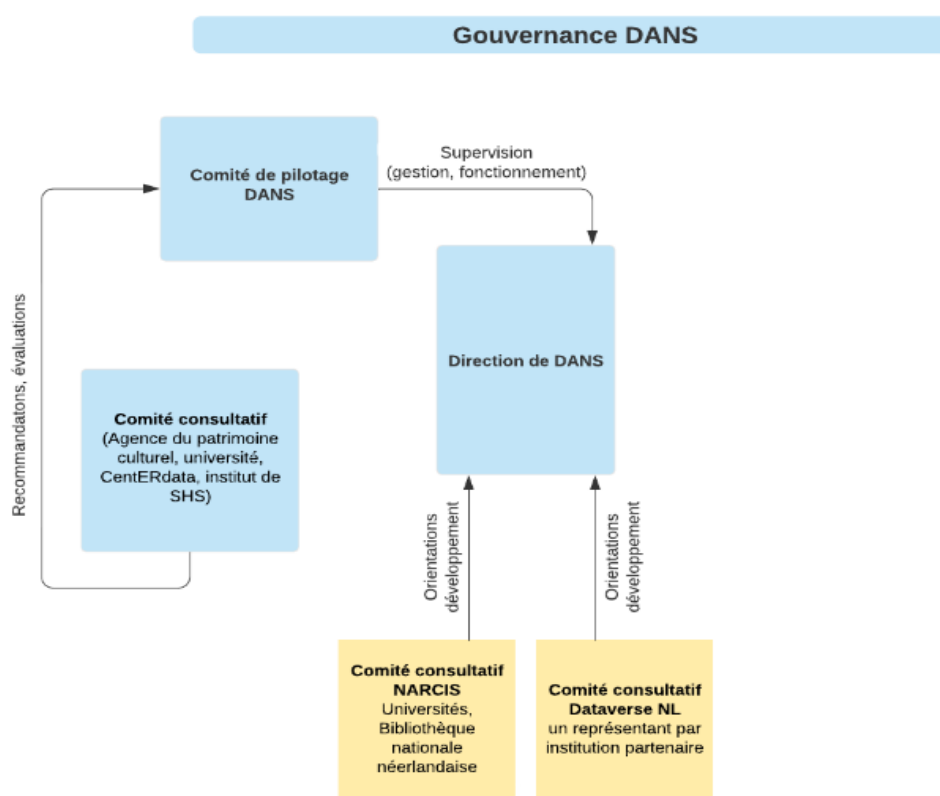 Gouvernance DANS
Comité de pilotage
DANS
Supervision
(gestion, fonctionnement)
Direction de DANS
Recommandatons, évaluations
Comité consultatif
(Agence du patrimoine
culturel, université,
CentERdata, institut de
SHS)
Orientations
développement
Orientations
développement
Comité consultatif
NARCIS
Universités,
Bibliothèque
nationale
néerlandaise
Comité consultatif
Dataverse NL
un représentant par
institution partenaire